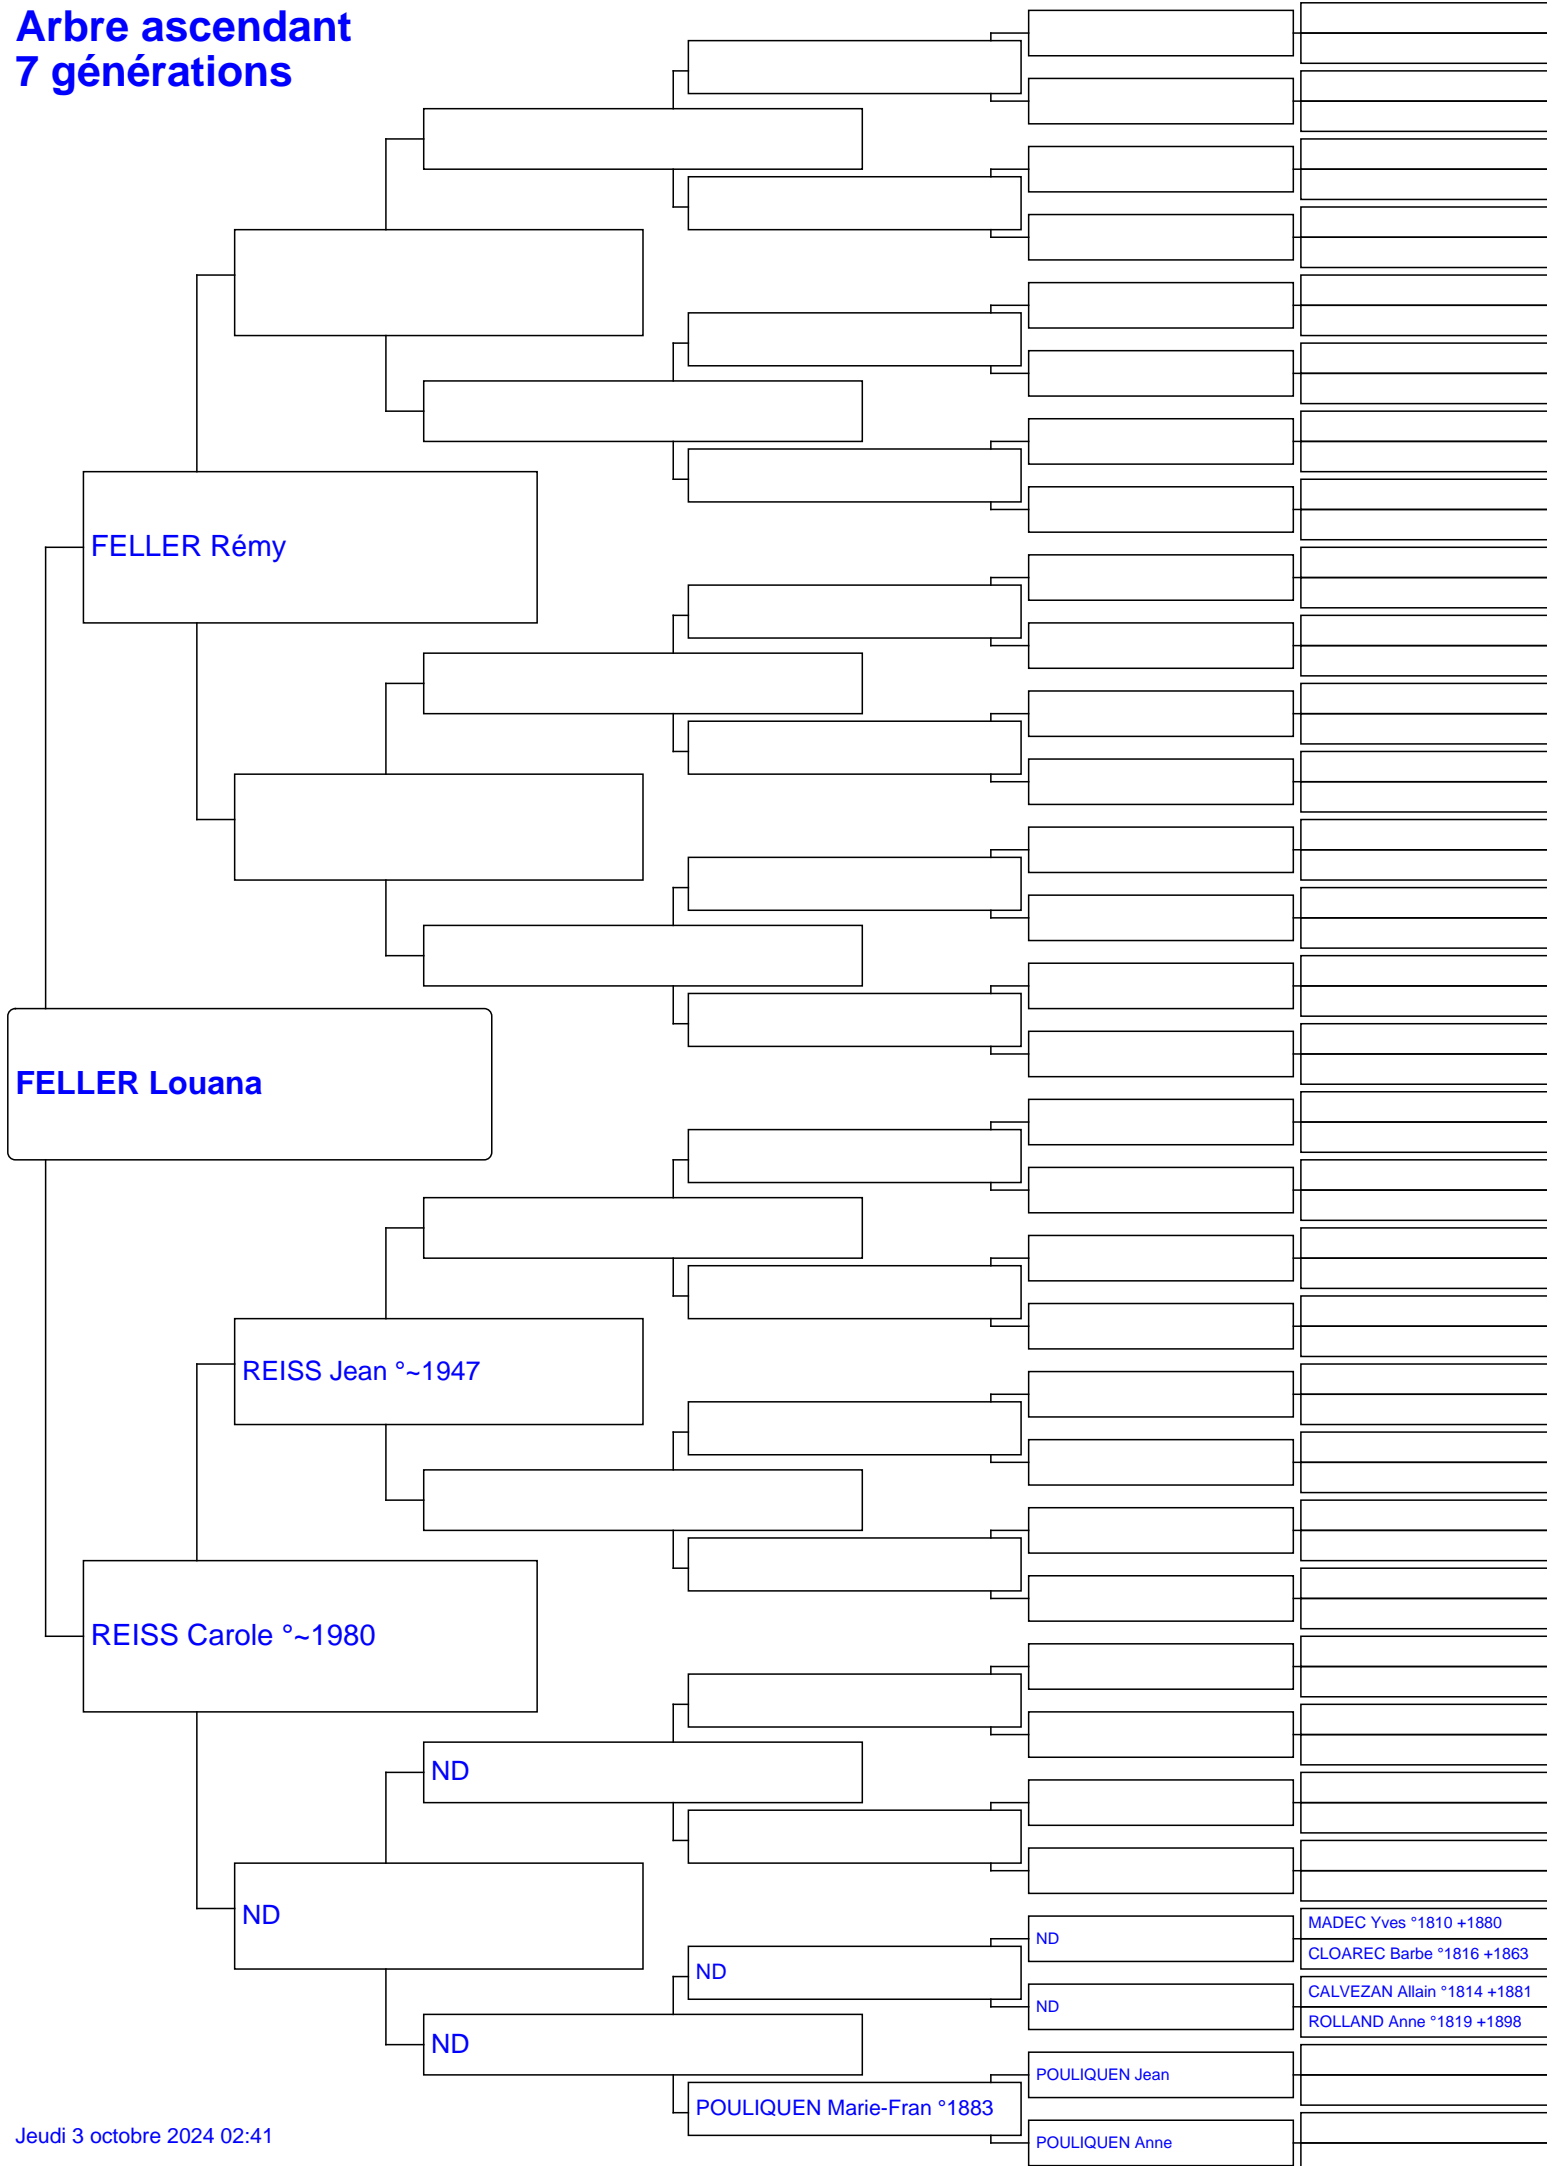 Arbre ascendant
7 générations
FELLER Rémy
FELLER Louana
REISS Jean °~1947
REISS Carole °~1980
ND
ND
MADEC Yves °1810 +1880
ND
CLOAREC Barbe °1816 +1863
ND
CALVEZAN Allain °1814 +1881
ND
ROLLAND Anne °1819 +1898
ND
POULIQUEN Jean
POULIQUEN Marie-Fran °1883
Jeudi 3 octobre 2024 02:41
POULIQUEN Anne